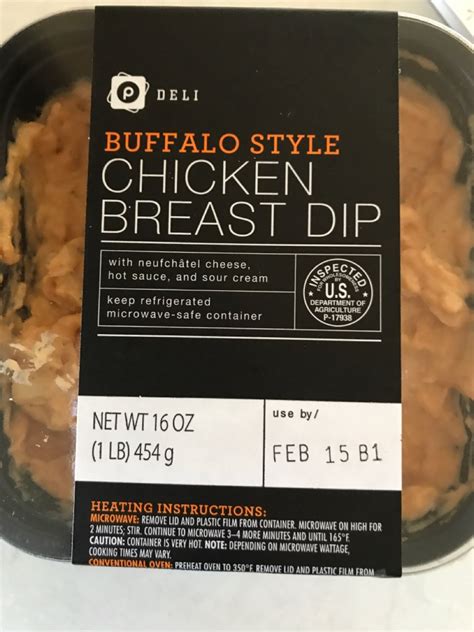 P DELI
BUFFALO STYLE
CHICKEN
BREAST DIP
with neufchâtel cheese,
hot sauce, and sour cream
keep refrigerated
microwave-safe container
INSPECTED
FOR WHOLESOMENESS
BY
U.S.
DEPARTMENT OF
AGRICULTURE
P-17938
NET WT 16 OZ
(1 LB) 454 g
use by/
FEB 15 B1
HEATING INSTRUCTIONS:
MICROWAVE: REMOVE LID AND PLASTIC FILM FROM CONTAINER. MICROWAVE ON HIGH FOR
2 MINUTES; STIR. CONTINUE TO MICROWAVE 3-4 MORE MINUTES AND UNTIL 165°F.
CAUTION: CONTAINER IS VERY HOT. NOTE: DEPENDING ON MICROWAVE WATTAGE,
COOKING TIMES MAY VARY.
CONVENTIONAL OVEN: PREHEAT OVEN TO 350°F. REMOVE LID AND PLASTIC FILM FROM